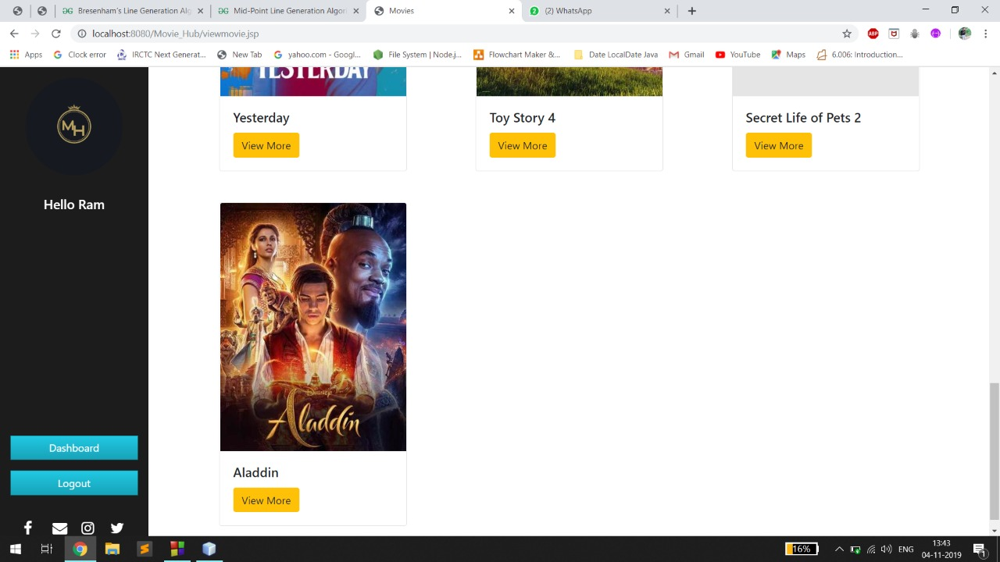 Bresenham's Line Generation Alg
Mid-Point Line Generation Algori
Movies
2
(2) WhatsApp
localhost:8080/Movie_Hub/viewmovie.jsp
ABP
Apps
Clock error
IRCTC Next Generat...
New Tab
yahoo.com - Googl...
File System | Node.j...
Flowchart Maker &...
Date LocalDate Java
Gmail
YouTube
Maps
6.006: Introduction...
MH
Hello Ram
Dashboard
Logout
YESTERDAY
Yesterday
View More
Toy Story 4
View More
Secret Life of Pets 2
View More
Disney
Aladdin
Aladdin
View More
16%
ENG
13:43
04-11-2019
1